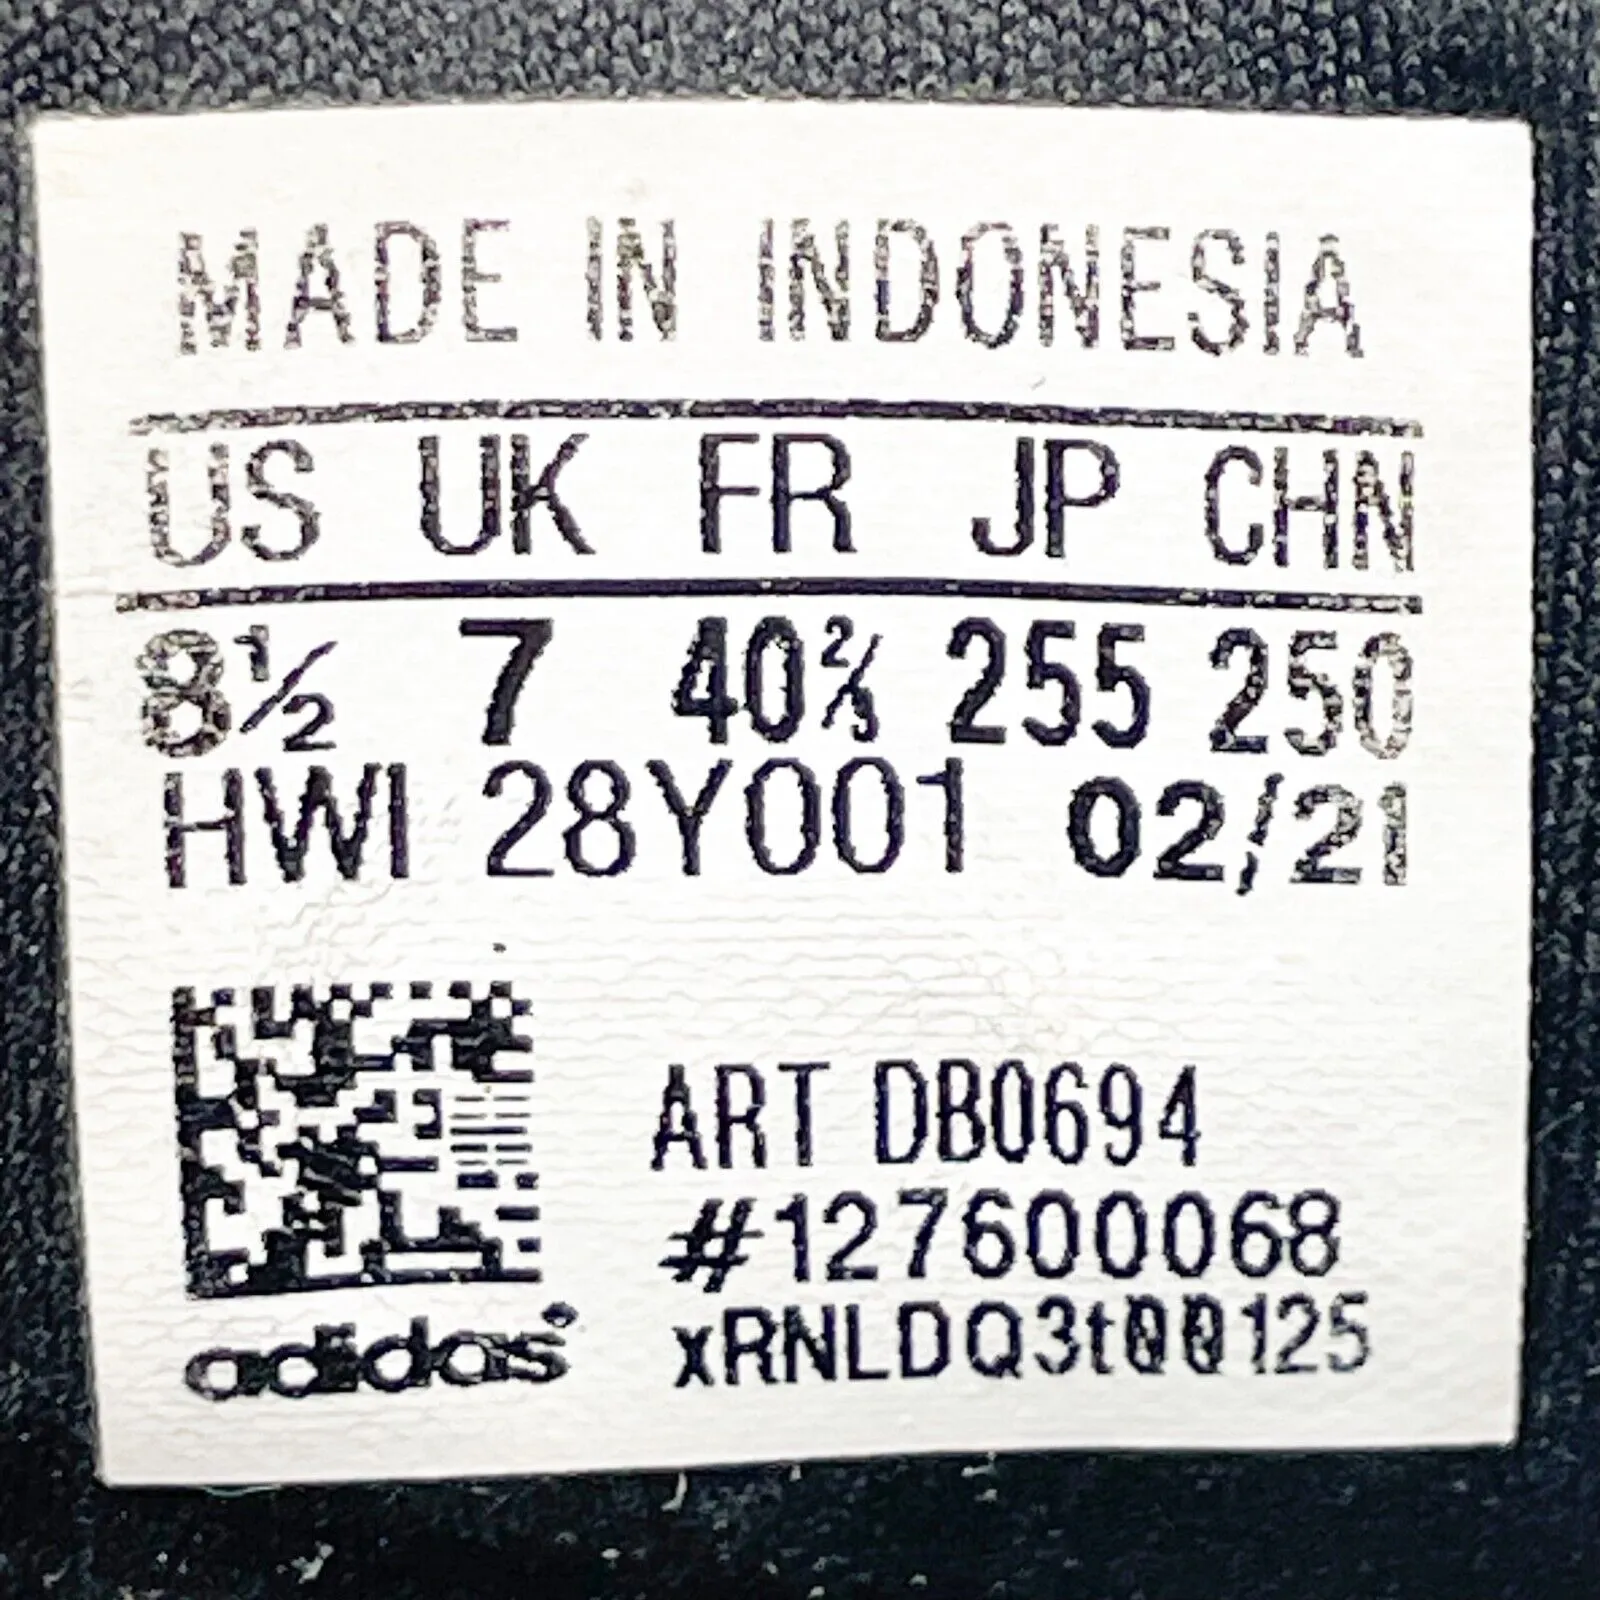 MADE IN INDONESIA
US UK FR JP CHN
8½ 7 40⅔ 255 250
HWI 28Y001 02/21
ART DB0694
#127600068
xRNLDQ3t00125
adidas